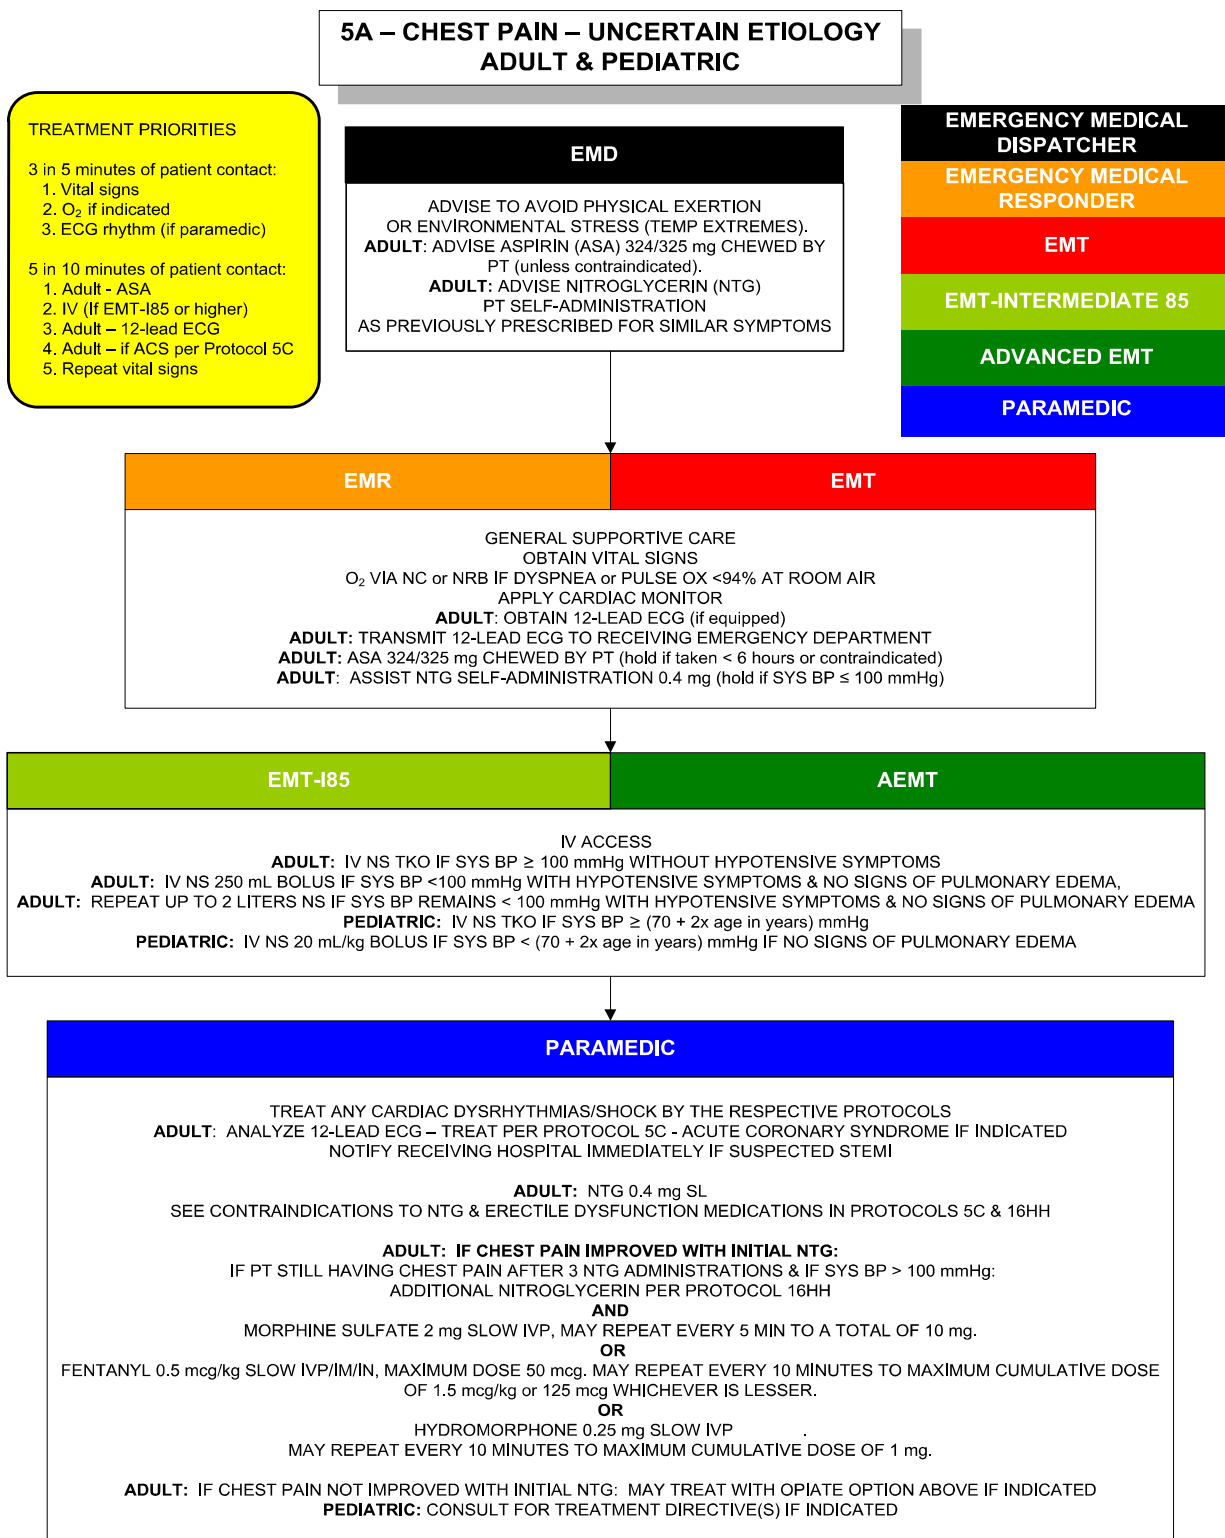 5A – CHEST PAIN – UNCERTAIN ETIOLOGY
ADULT & PEDIATRIC
TREATMENT PRIORITIES
3 in 5 minutes of patient contact:
1. Vital signs
2. O₂ if indicated
3. ECG rhythm (if paramedic)
5 in 10 minutes of patient contact:
1. Adult - ASA
2. IV (If EMT-I85 or higher)
3. Adult – 12-lead ECG
4. Adult – if ACS per Protocol 5C
5. Repeat vital signs
EMD
ADVISE TO AVOID PHYSICAL EXERTION
OR ENVIRONMENTAL STRESS (TEMP EXTREMES).
ADULT: ADVISE ASPIRIN (ASA) 324/325 mg CHEWED BY
PT (unless contraindicated).
ADULT: ADVISE NITROGLYCERIN (NTG)
PT SELF-ADMINISTRATION
AS PREVIOUSLY PRESCRIBED FOR SIMILAR SYMPTOMS
EMERGENCY MEDICAL
DISPATCHER
EMERGENCY MEDICAL
RESPONDER
EMT
EMT-INTERMEDIATE 85
ADVANCED EMT
PARAMEDIC
EMR
EMT
GENERAL SUPPORTIVE CARE
OBTAIN VITAL SIGNS
O₂ VIA NC or NRB IF DYSPNEA or PULSE OX <94% AT ROOM AIR
APPLY CARDIAC MONITOR
ADULT: OBTAIN 12-LEAD ECG (if equipped)
ADULT: TRANSMIT 12-LEAD ECG TO RECEIVING EMERGENCY DEPARTMENT
ADULT: ASA 324/325 mg CHEWED BY PT (hold if taken < 6 hours or contraindicated)
ADULT: ASSIST NTG SELF-ADMINISTRATION 0.4 mg (hold if SYS BP ≤ 100 mmHg)
EMT-I85
AEMT
IV ACCESS
ADULT: IV NS TKO IF SYS BP ≥ 100 mmHg WITHOUT HYPOTENSIVE SYMPTOMS
ADULT: IV NS 250 mL BOLUS IF SYS BP <100 mmHg WITH HYPOTENSIVE SYMPTOMS & NO SIGNS OF PULMONARY EDEMA,
ADULT: REPEAT UP TO 2 LITERS NS IF SYS BP REMAINS < 100 mmHg WITH HYPOTENSIVE SYMPTOMS & NO SIGNS OF PULMONARY EDEMA
PEDIATRIC: IV NS TKO IF SYS BP ≥ (70 + 2x age in years) mmHg
PEDIATRIC: IV NS 20 mL/kg BOLUS IF SYS BP < (70 + 2x age in years) mmHg IF NO SIGNS OF PULMONARY EDEMA
PARAMEDIC
TREAT ANY CARDIAC DYSRHYTHMIAS/SHOCK BY THE RESPECTIVE PROTOCOLS
ADULT: ANALYZE 12-LEAD ECG – TREAT PER PROTOCOL 5C - ACUTE CORONARY SYNDROME IF INDICATED
NOTIFY RECEIVING HOSPITAL IMMEDIATELY IF SUSPECTED STEMI
ADULT: NTG 0.4 mg SL
SEE CONTRAINDICATIONS TO NTG & ERECTILE DYSFUNCTION MEDICATIONS IN PROTOCOLS 5C & 16HH
ADULT: IF CHEST PAIN IMPROVED WITH INITIAL NTG:
IF PT STILL HAVING CHEST PAIN AFTER 3 NTG ADMINISTRATIONS & IF SYS BP > 100 mmHg:
ADDITIONAL NITROGLYCERIN PER PROTOCOL 16HH
AND
MORPHINE SULFATE 2 mg SLOW IVP, MAY REPEAT EVERY 5 MIN TO A TOTAL OF 10 mg.
OR
FENTANYL 0.5 mcg/kg SLOW IVP/IM/IN, MAXIMUM DOSE 50 mcg. MAY REPEAT EVERY 10 MINUTES TO MAXIMUM CUMULATIVE DOSE
OF 1.5 mcg/kg or 125 mcg WHICHEVER IS LESSER.
OR
HYDROMORPHONE 0.25 mg SLOW IVP .
MAY REPEAT EVERY 10 MINUTES TO MAXIMUM CUMULATIVE DOSE OF 1 mg.
ADULT: IF CHEST PAIN NOT IMPROVED WITH INITIAL NTG: MAY TREAT WITH OPIATE OPTION ABOVE IF INDICATED
PEDIATRIC: CONSULT FOR TREATMENT DIRECTIVE(S) IF INDICATED